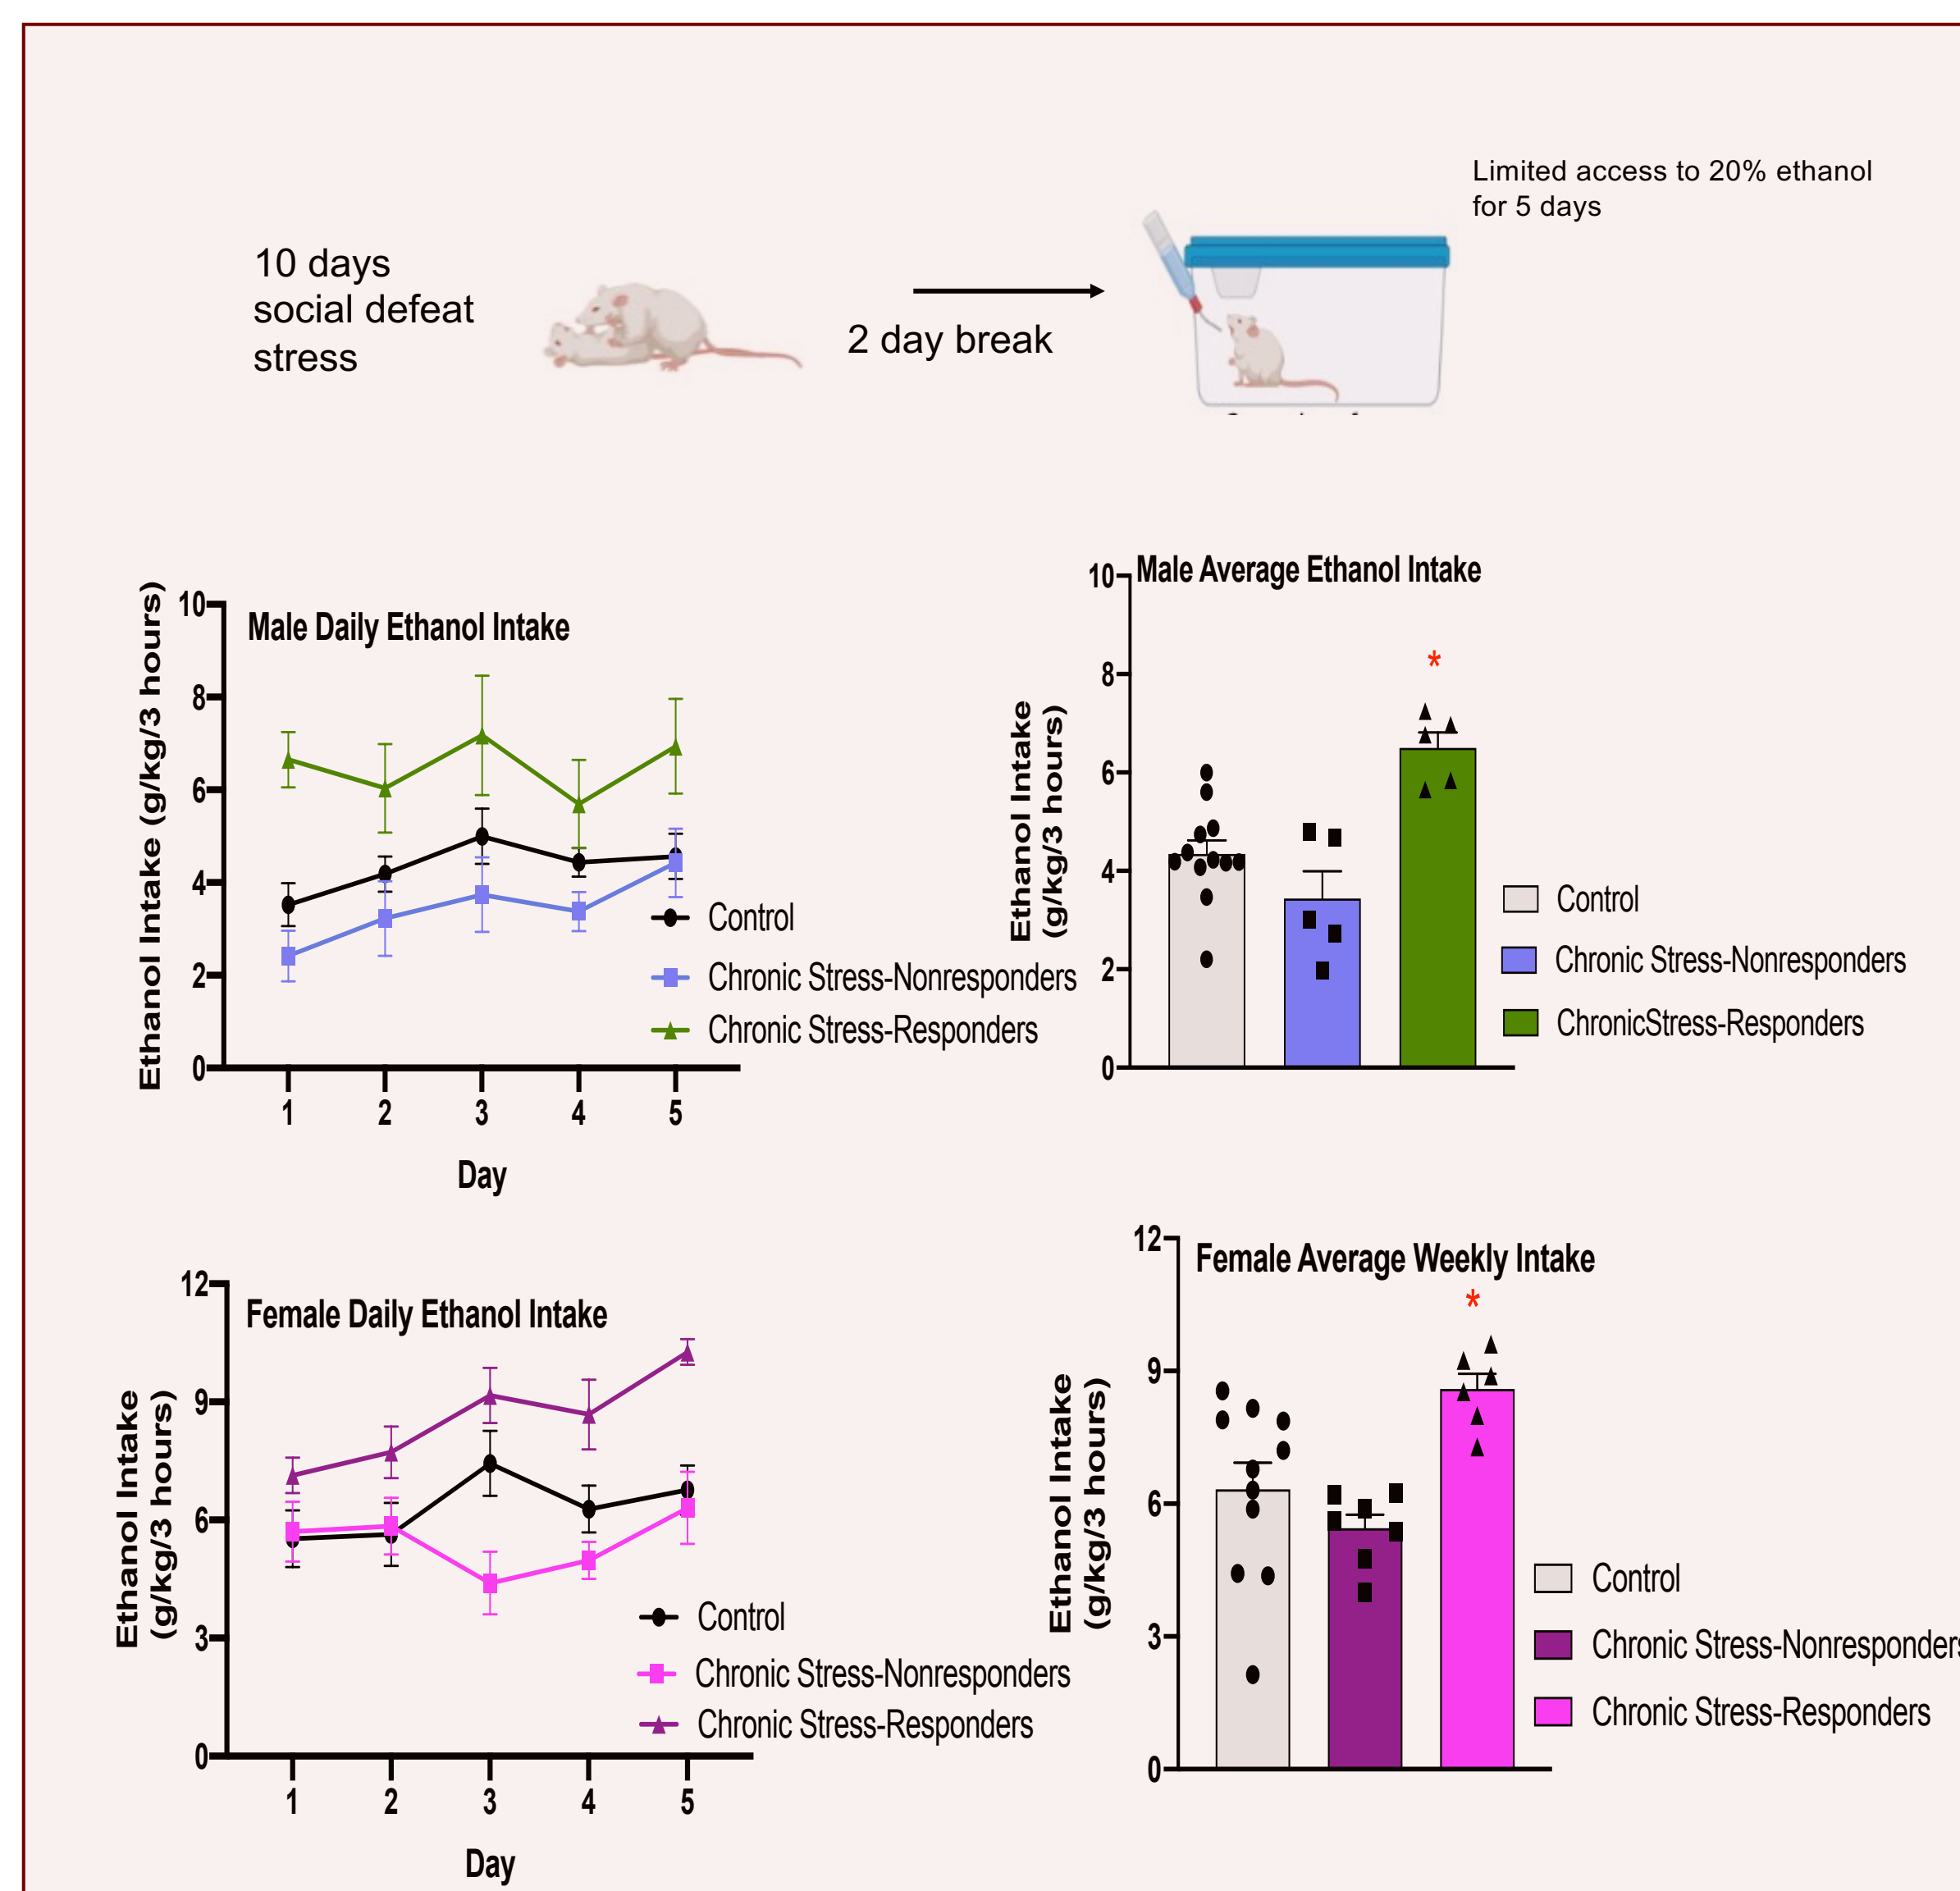 Limited access to 20% ethanol
for 5 days
10 days
social defeat
stress
2 day break
Male Daily Ethanol Intake
Ethanol Intake (g/kg/3 hours)
10
8
6
4
2
0
1 2 3 4 5
Day
Control
Chronic Stress-Nonresponders
Chronic Stress-Responders
Male Average Ethanol Intake
Ethanol Intake
(g/kg/3 hours)
10
8
6
4
2
0
*
Control
Chronic Stress-Nonresponders
ChronicStress-Responders
Female Daily Ethanol Intake
Ethanol Intake
(g/kg/3 hours)
12
9
6
3
0
1 2 3 4 5
Day
Control
Chronic Stress-Nonresponders
Chronic Stress-Responders
Female Average Weekly Intake
Ethanol Intake
(g/kg/3 hours)
12
9
6
3
0
*
Control
Chronic Stress-Nonresponders
Chronic Stress-Responders